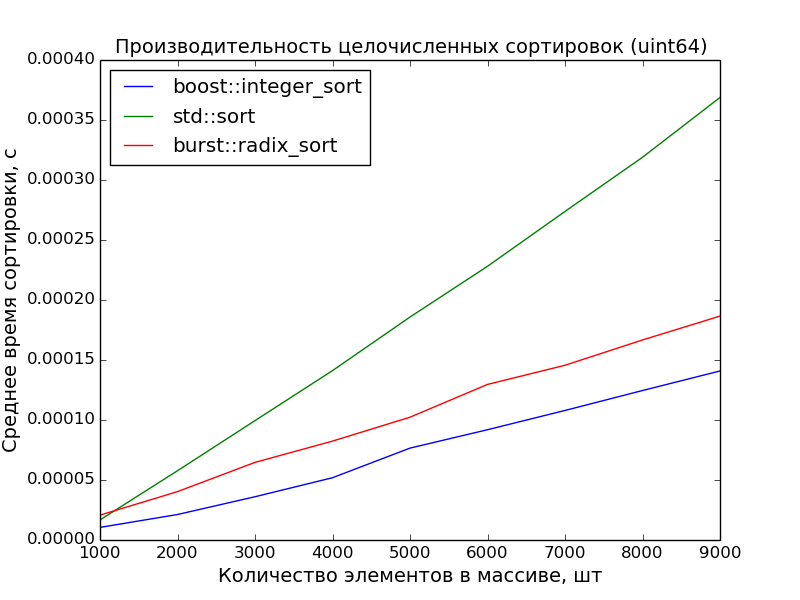 Производительность целочисленных сортировок (uint64)
0.00040
0.00035
0.00030
0.00025
0.00020
0.00015
0.00010
0.00005
0.00000
Среднее время сортировки, с
boost::integer_sort
std::sort
burst::radix_sort
1000 2000 3000 4000 5000 6000 7000 8000 9000
Количество элементов в массиве, шт